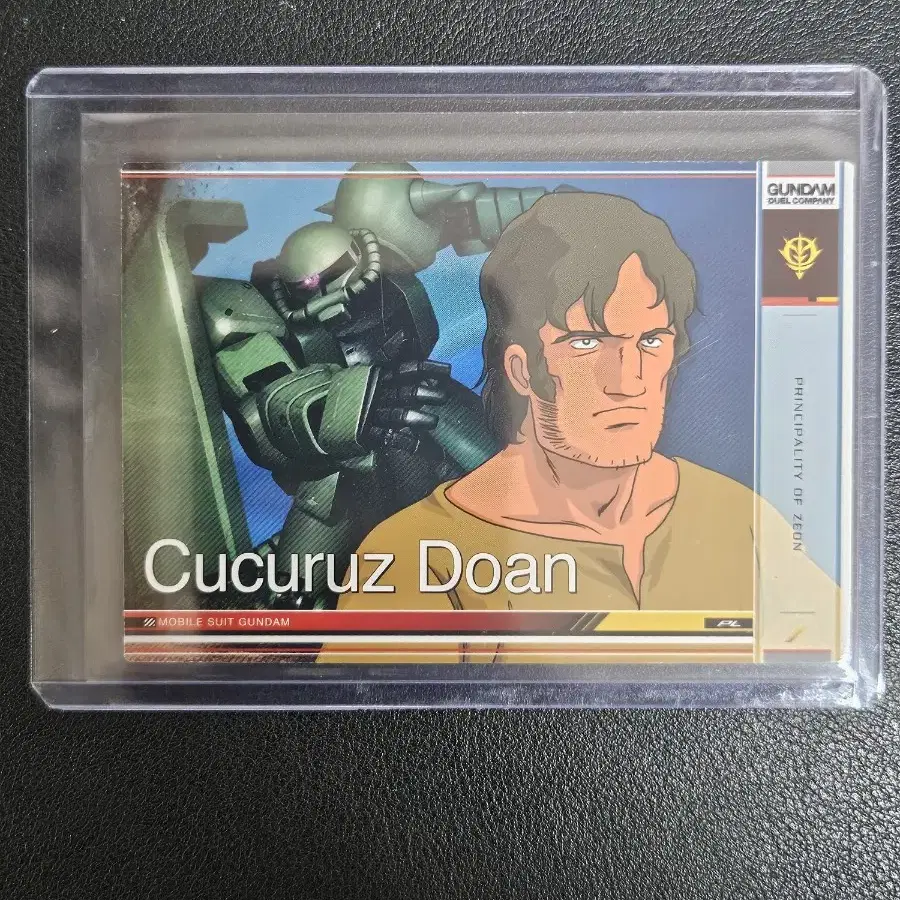 GUNDAM
DUEL COMPANY
PRINCIPALITY OF ZEON
Cucuruz Doan
MOBILE SUIT GUNDAM
PL